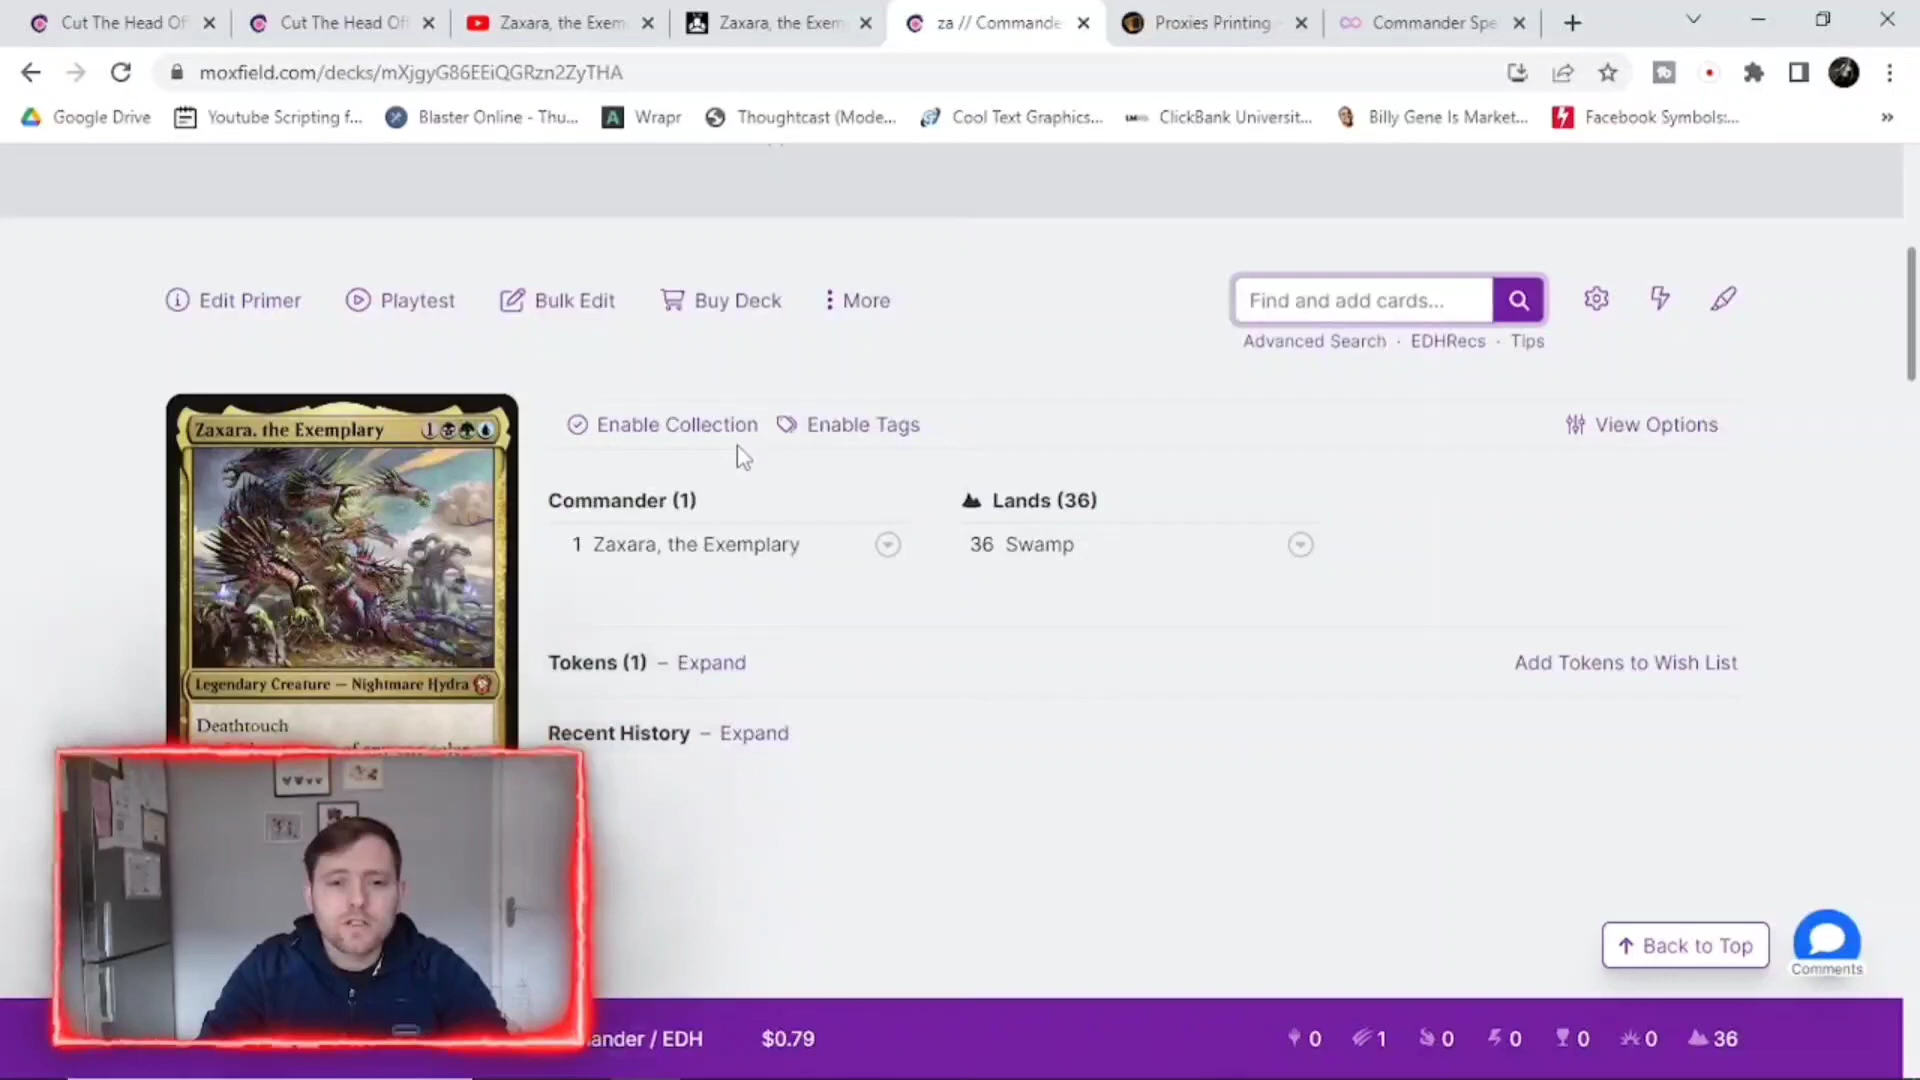 Cut The Head Of
Cut The Head Of
Zaxara, the Exem
Zaxara, the Exem
za // Commande
Proxies Printing
Commander Spe
moxfield.com/decks/mXjgyG86EEiQGRzn2ZyTHA
Google Drive
Youtube Scripting f...
Blaster Online - Thu...
Wrapr
Thoughtcast (Mode...
Cool Text Graphics...
ClickBank Universit...
Billy Gene Is Market...
Facebook Symbols:...
»
Edit Primer
Playtest
Bulk Edit
Buy Deck
More
Find and add cards...
Advanced Search · EDHRecs · Tips
Zaxara, the Exemplary 1
Legendary Creature — Nightmare Hydra
Deathtouch
Enable Collection
Enable Tags
View Options
Commander (1)
1 Zaxara, the Exemplary
Lands (36)
36 Swamp
Tokens (1) – Expand
Add Tokens to Wish List
Recent History – Expand
Back to Top
Comments
ander / EDH
$0.79
0
1
0
0
0
0
36